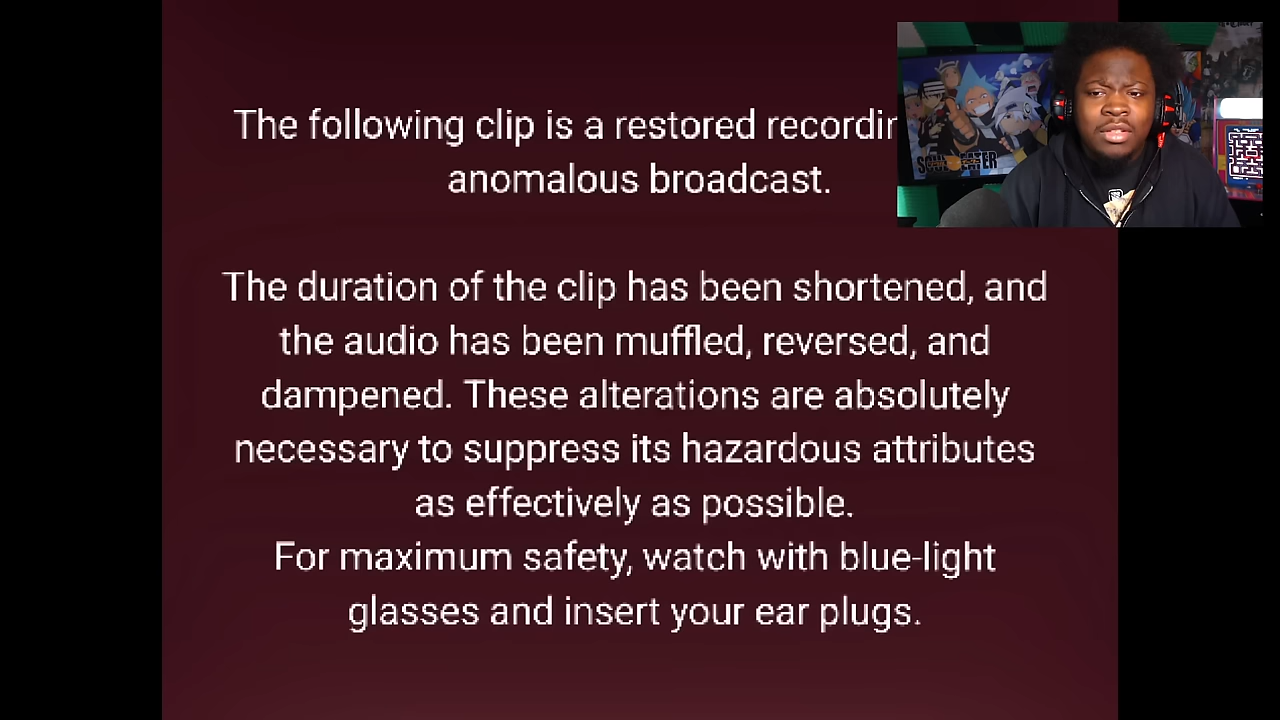 The following clip is a restored
anomalous broadcast.
The duration of the clip has been shortened, and
the audio has been muffled, reversed, and
dampened. These alterations are absolutely
necessary to suppress its hazardous attributes
as effectively as possible.
For maximum safety, watch with blue-light
glasses and insert your ear plugs.
SOUL EATER